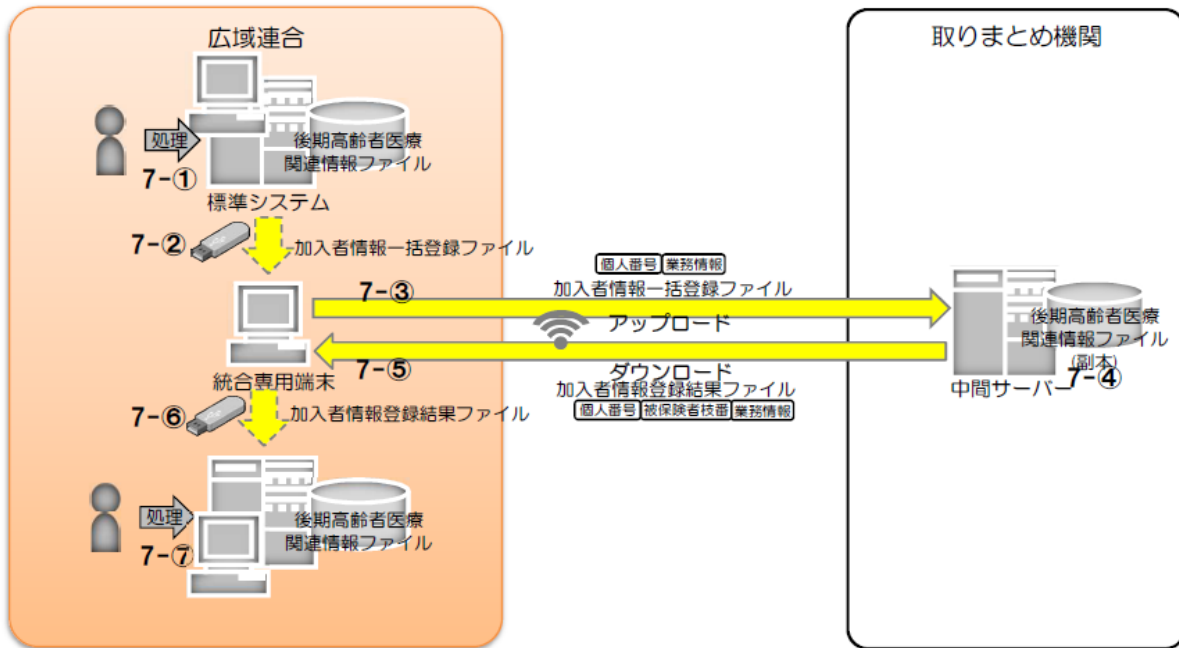 広域連合
取りまとめ機関
処理
7-①
後期高齢者医療
関連情報ファイル
標準システム
7-②
加入者情報一括登録ファイル
個人番号 業務情報
7-③
加入者情報一括登録ファイル
アップロード
後期高齢者医療
関連情報ファイル
(副本)
7-④
中間サーバー
7-⑤
ダウンロード
加入者情報登録結果ファイル
個人番号 被保険者枝番 業務情報
統合専用端末
7-⑥
加入者情報登録結果ファイル
処理
7-⑦
後期高齢者医療
関連情報ファイル